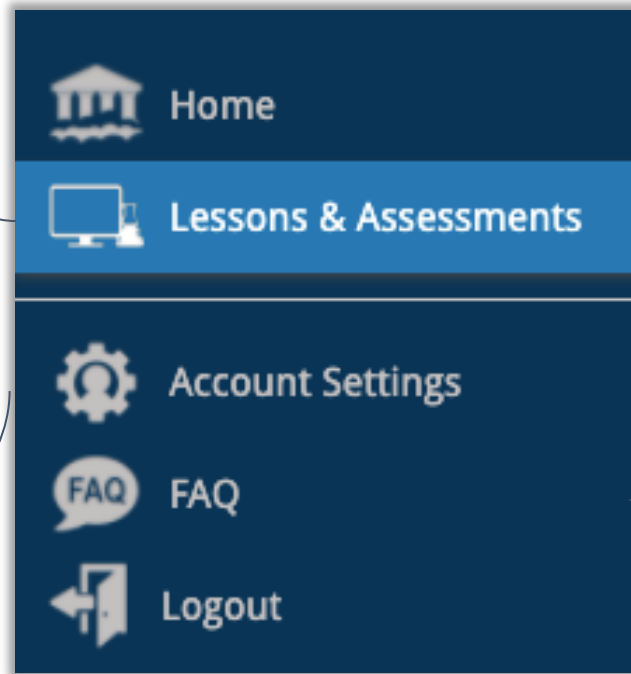 Home
Lessons & Assessments
Account Settings
FAQ FAQ
Logout